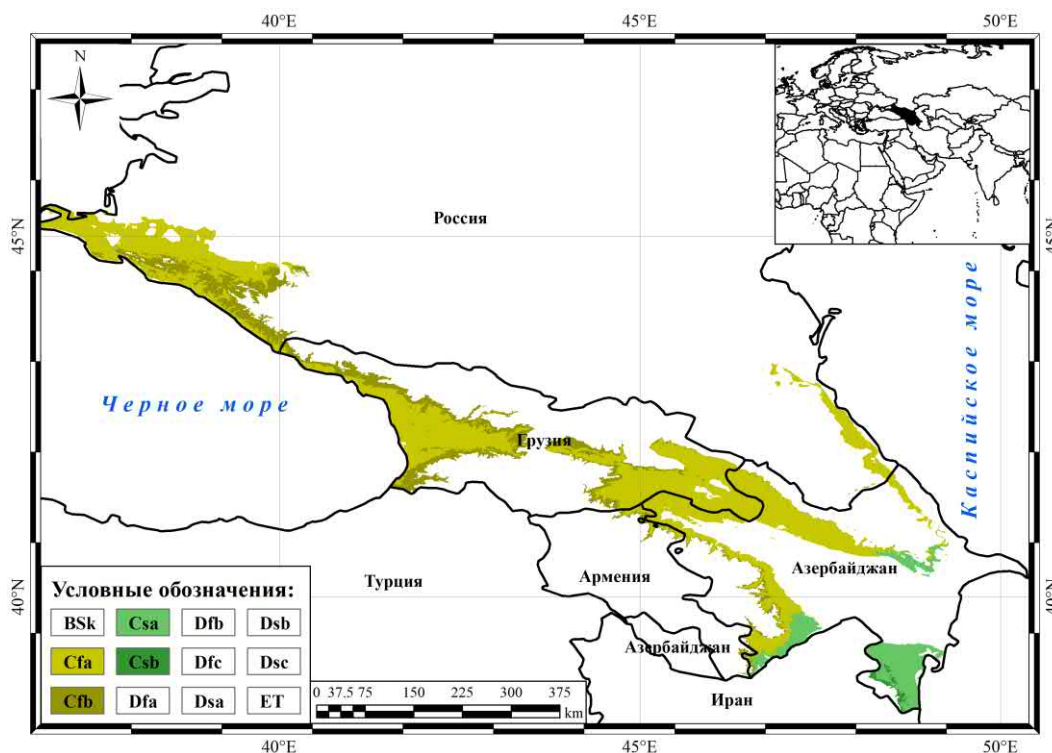 40°E 45°E 50°E
N
45°N
45°N
Россия
Каспийское море
Черное море
Грузия
Азербайджан
Турция
Армения
40°N
40°N
Азербайджан
Иран
Условные обозначения:
BSk Csa Dfb Dsb
Cfa Csb Dfc Dsc
Cfb Dfa Dsa ET
0 37.5 75 150 225 300 375
km
40°E 45°E 50°E